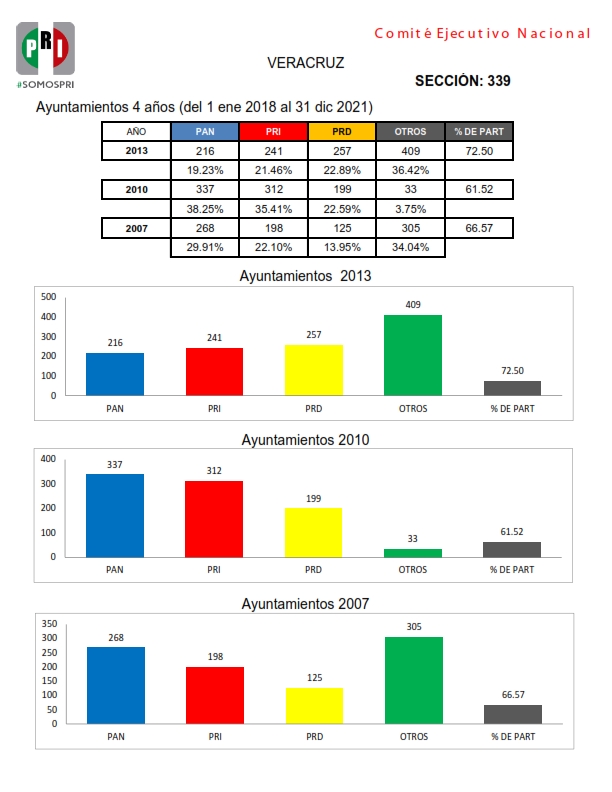 Comité Ejecutivo Nacional
PRI
#SOMOSPRI
VERACRUZ
SECCIÓN: 339
Ayuntamientos 4 años (del 1 ene 2018 al 31 dic 2021)
AÑO PAN PRI PRD OTROS % DE PART
2013 216 241 257 409 72.50
19.23% 21.46% 22.89% 36.42%
2010 337 312 199 33 61.52
38.25% 35.41% 22.59% 3.75%
2007 268 198 125 305 66.57
29.91% 22.10% 13.95% 34.04%
Ayuntamientos 2013
500
400
300
200
100
0
216 241 257 409 72.50
PAN PRI PRD OTROS % DE PART
Ayuntamientos 2010
400
300
200
100
0
337 312 199 33 61.52
PAN PRI PRD OTROS % DE PART
Ayuntamientos 2007
350
300
250
200
150
100
50
0
268 198 125 305 66.57
PAN PRI PRD OTROS % DE PART